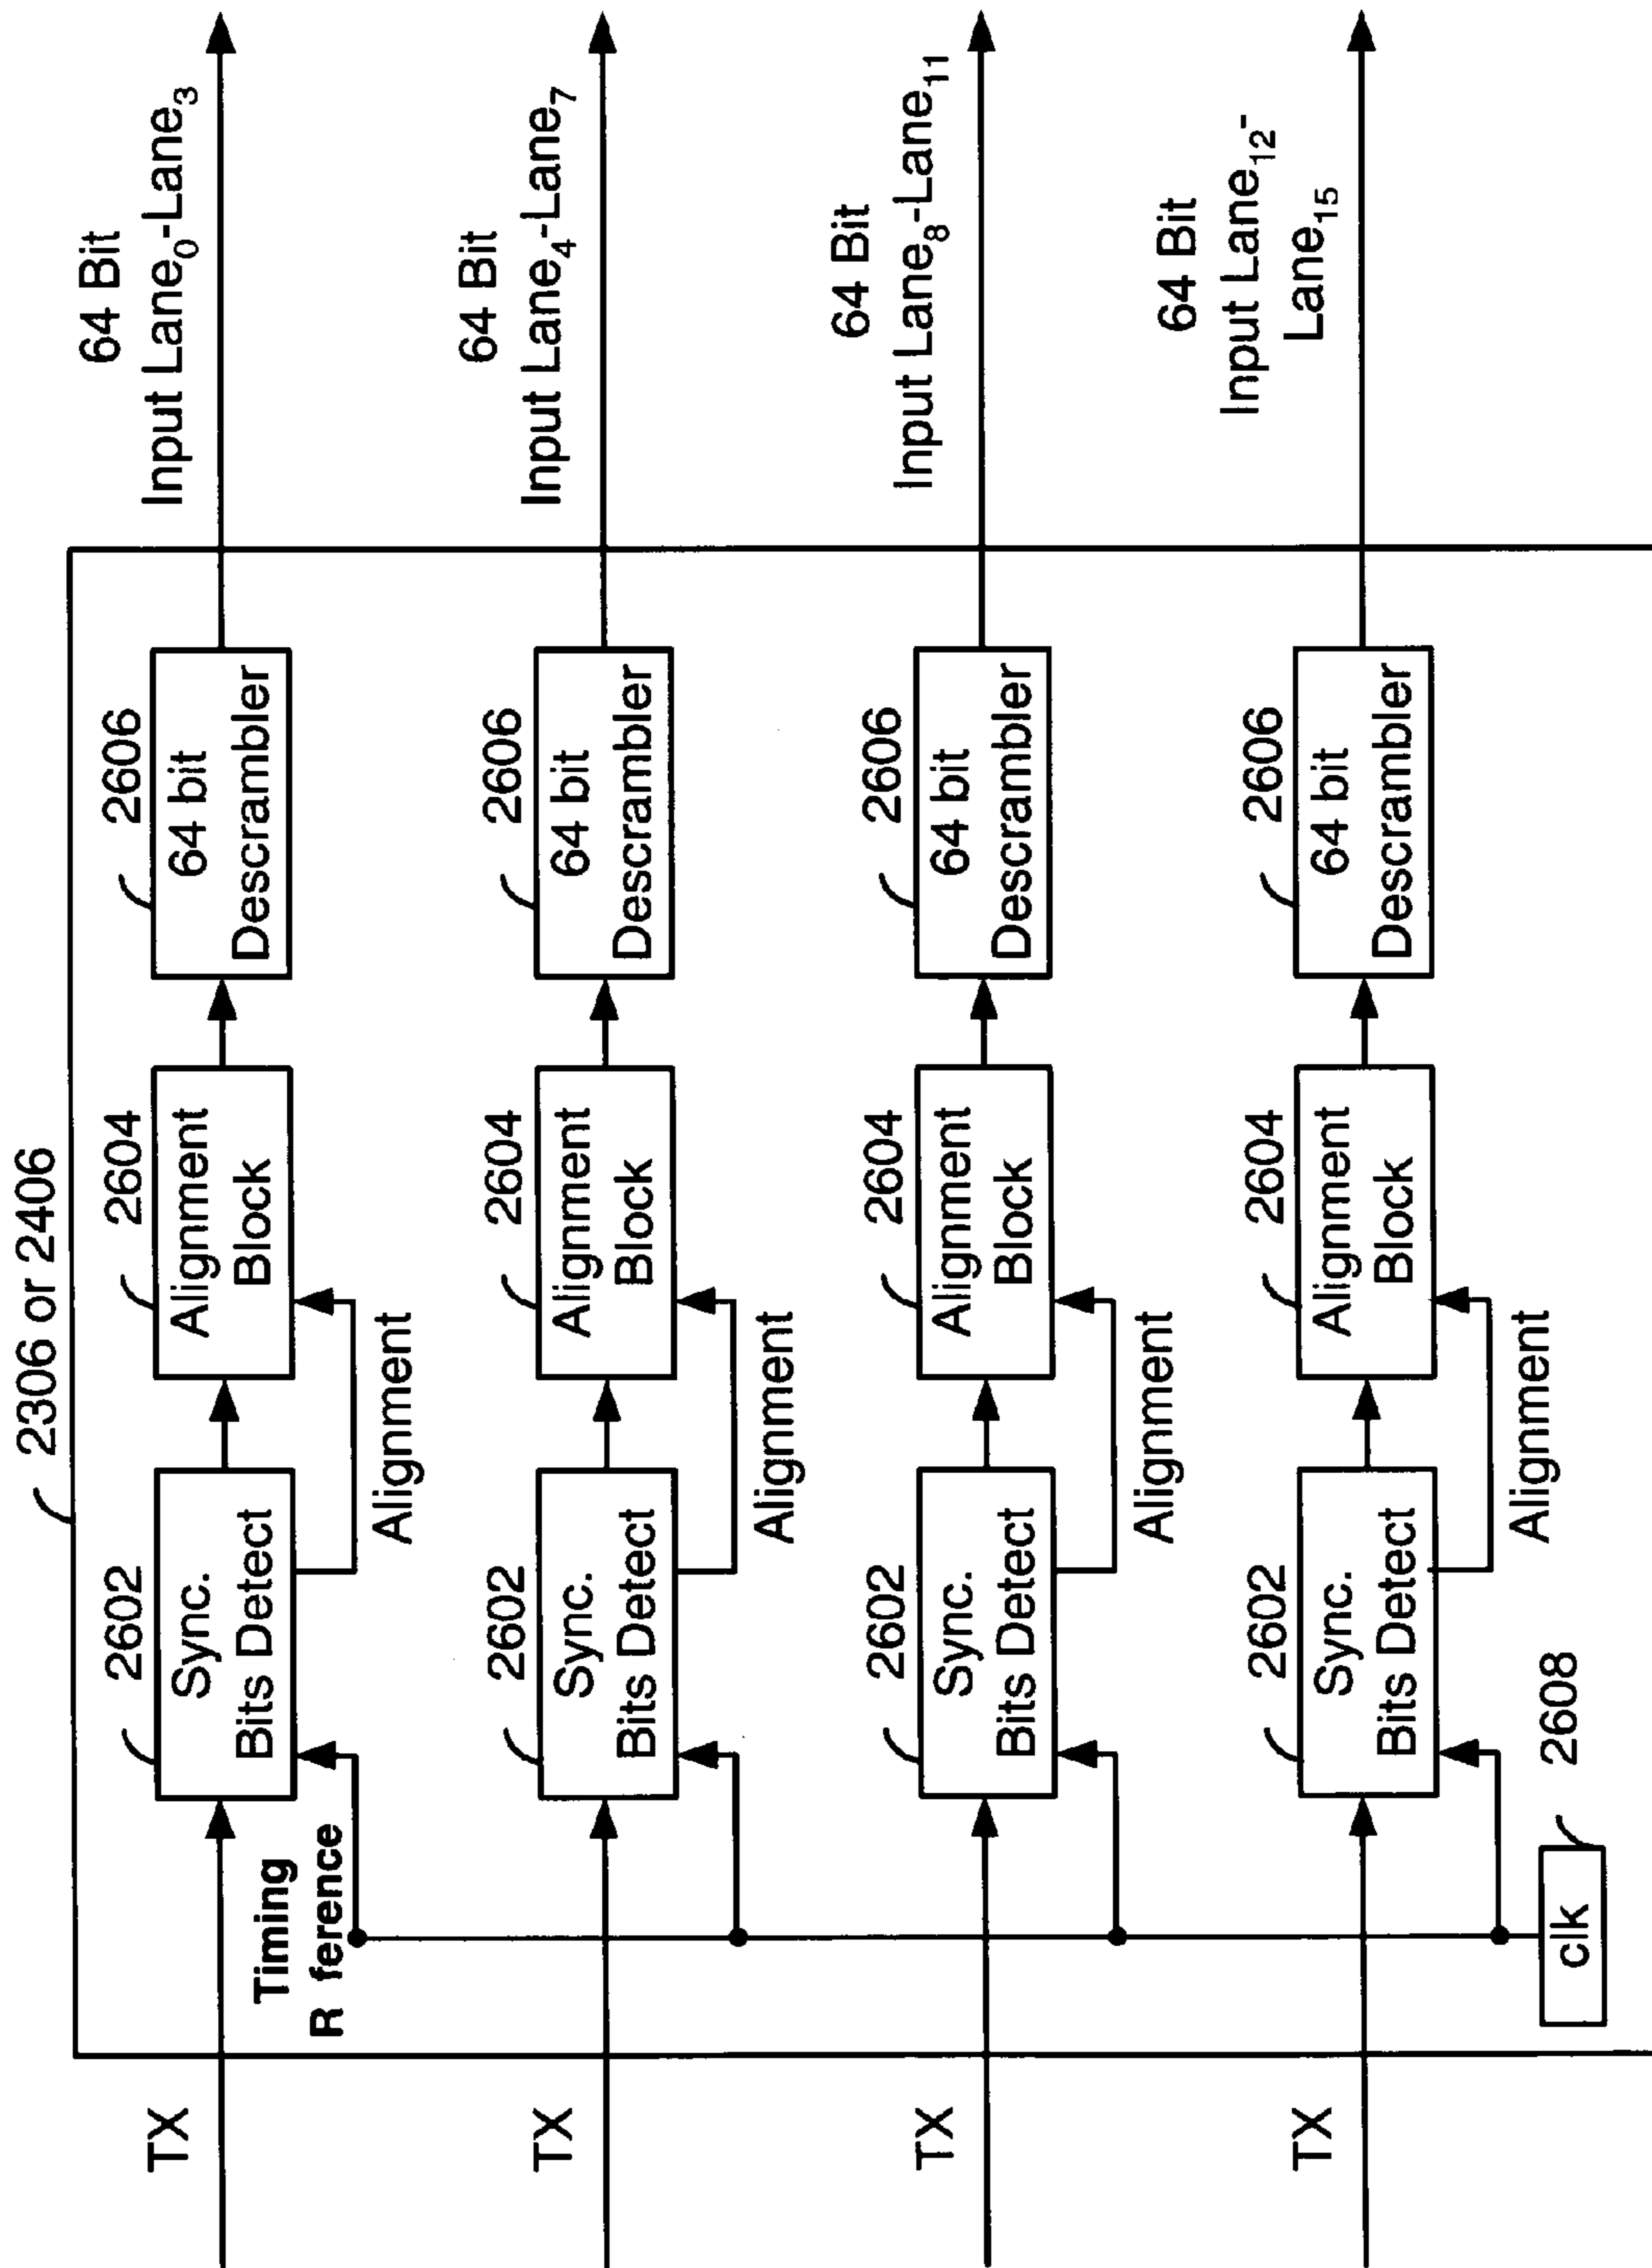 2306 or 2406
TX
Timing
R ference
2602
Sync.
Bits Detect
Alignment
2604
Alignment
Block
2606
64 bit
Descrambler
64 Bit
Input Lane0-Lane3
TX
2602
Sync.
Bits Detect
Alignment
2604
Alignment
Block
2606
64 bit
Descrambler
64 Bit
Input Lane4-Lane7
TX
2602
Sync.
Bits Detect
Alignment
2604
Alignment
Block
2606
64 bit
Descrambler
64 Bit
Input Lane8-Lane11
TX
2602
Sync.
Bits Detect
Alignment
2604
Alignment
Block
2606
64 bit
Descrambler
64 Bit
Input Lane12-
Lane15
clk
2608